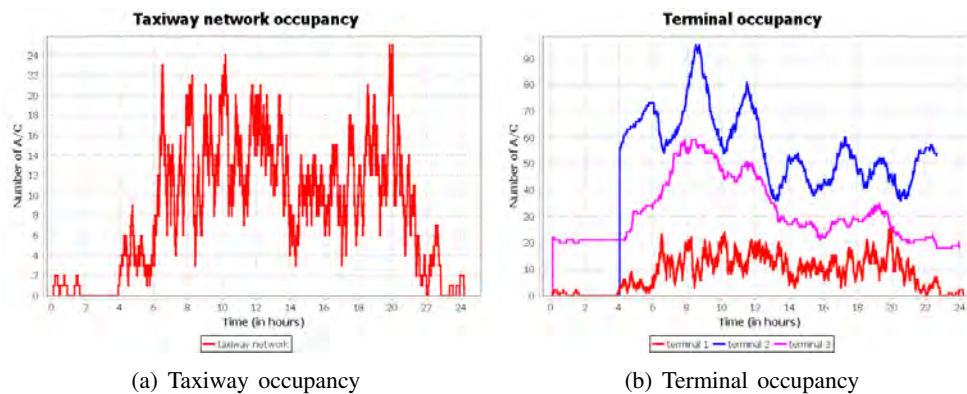 Taxiway network occupancy
Number of A/C
24
22
20
18
16
14
12
10
8
6
4
2
0
0 2 4 6 8 10 12 14 16 18 20 22 24
Time (in hours)
taxiway network
(a) Taxiway occupancy
Terminal occupancy
Number of A/C
90
80
70
60
50
40
30
20
10
0
0 2 4 6 8 10 12 14 16 18 20 22 24
Time (in hours)
terminal 1 terminal 2 terminal 3
(b) Terminal occupancy